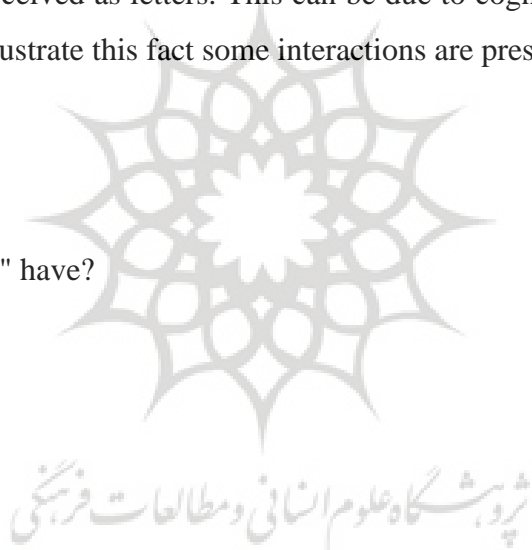 ceived as letters. This can be due to cogn
ustrate this fact some interactions are pres
" have?
پژوهشگاه علوم انسانی و مطالعات فرهنگی